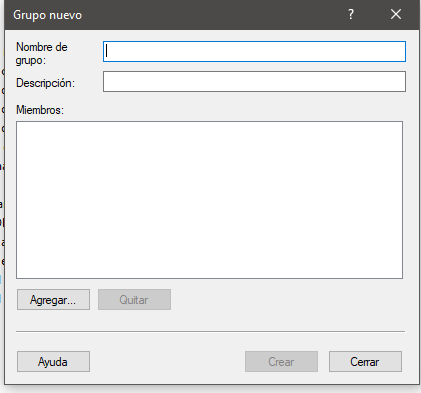 Grupo nuevo
?
Nombre de
grupo:
Descripción:
Miembros:
Agregar...
Quitar
Ayuda
Crear
Cerrar